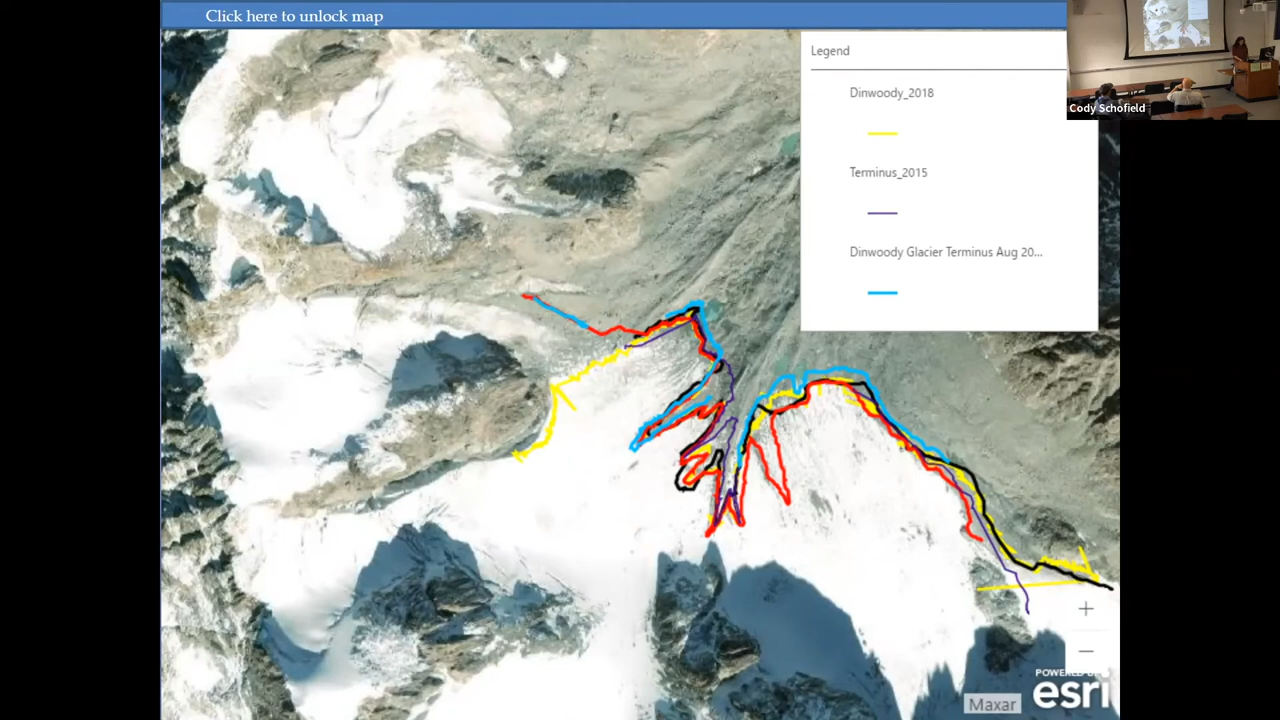 Click here to unlock map
Legend
Dinwoody_2018
Terminus_2015
Dinwoody Glacier Terminus Aug 20...
Cody Schofield
+
−
POWERED BY
esri
Maxar